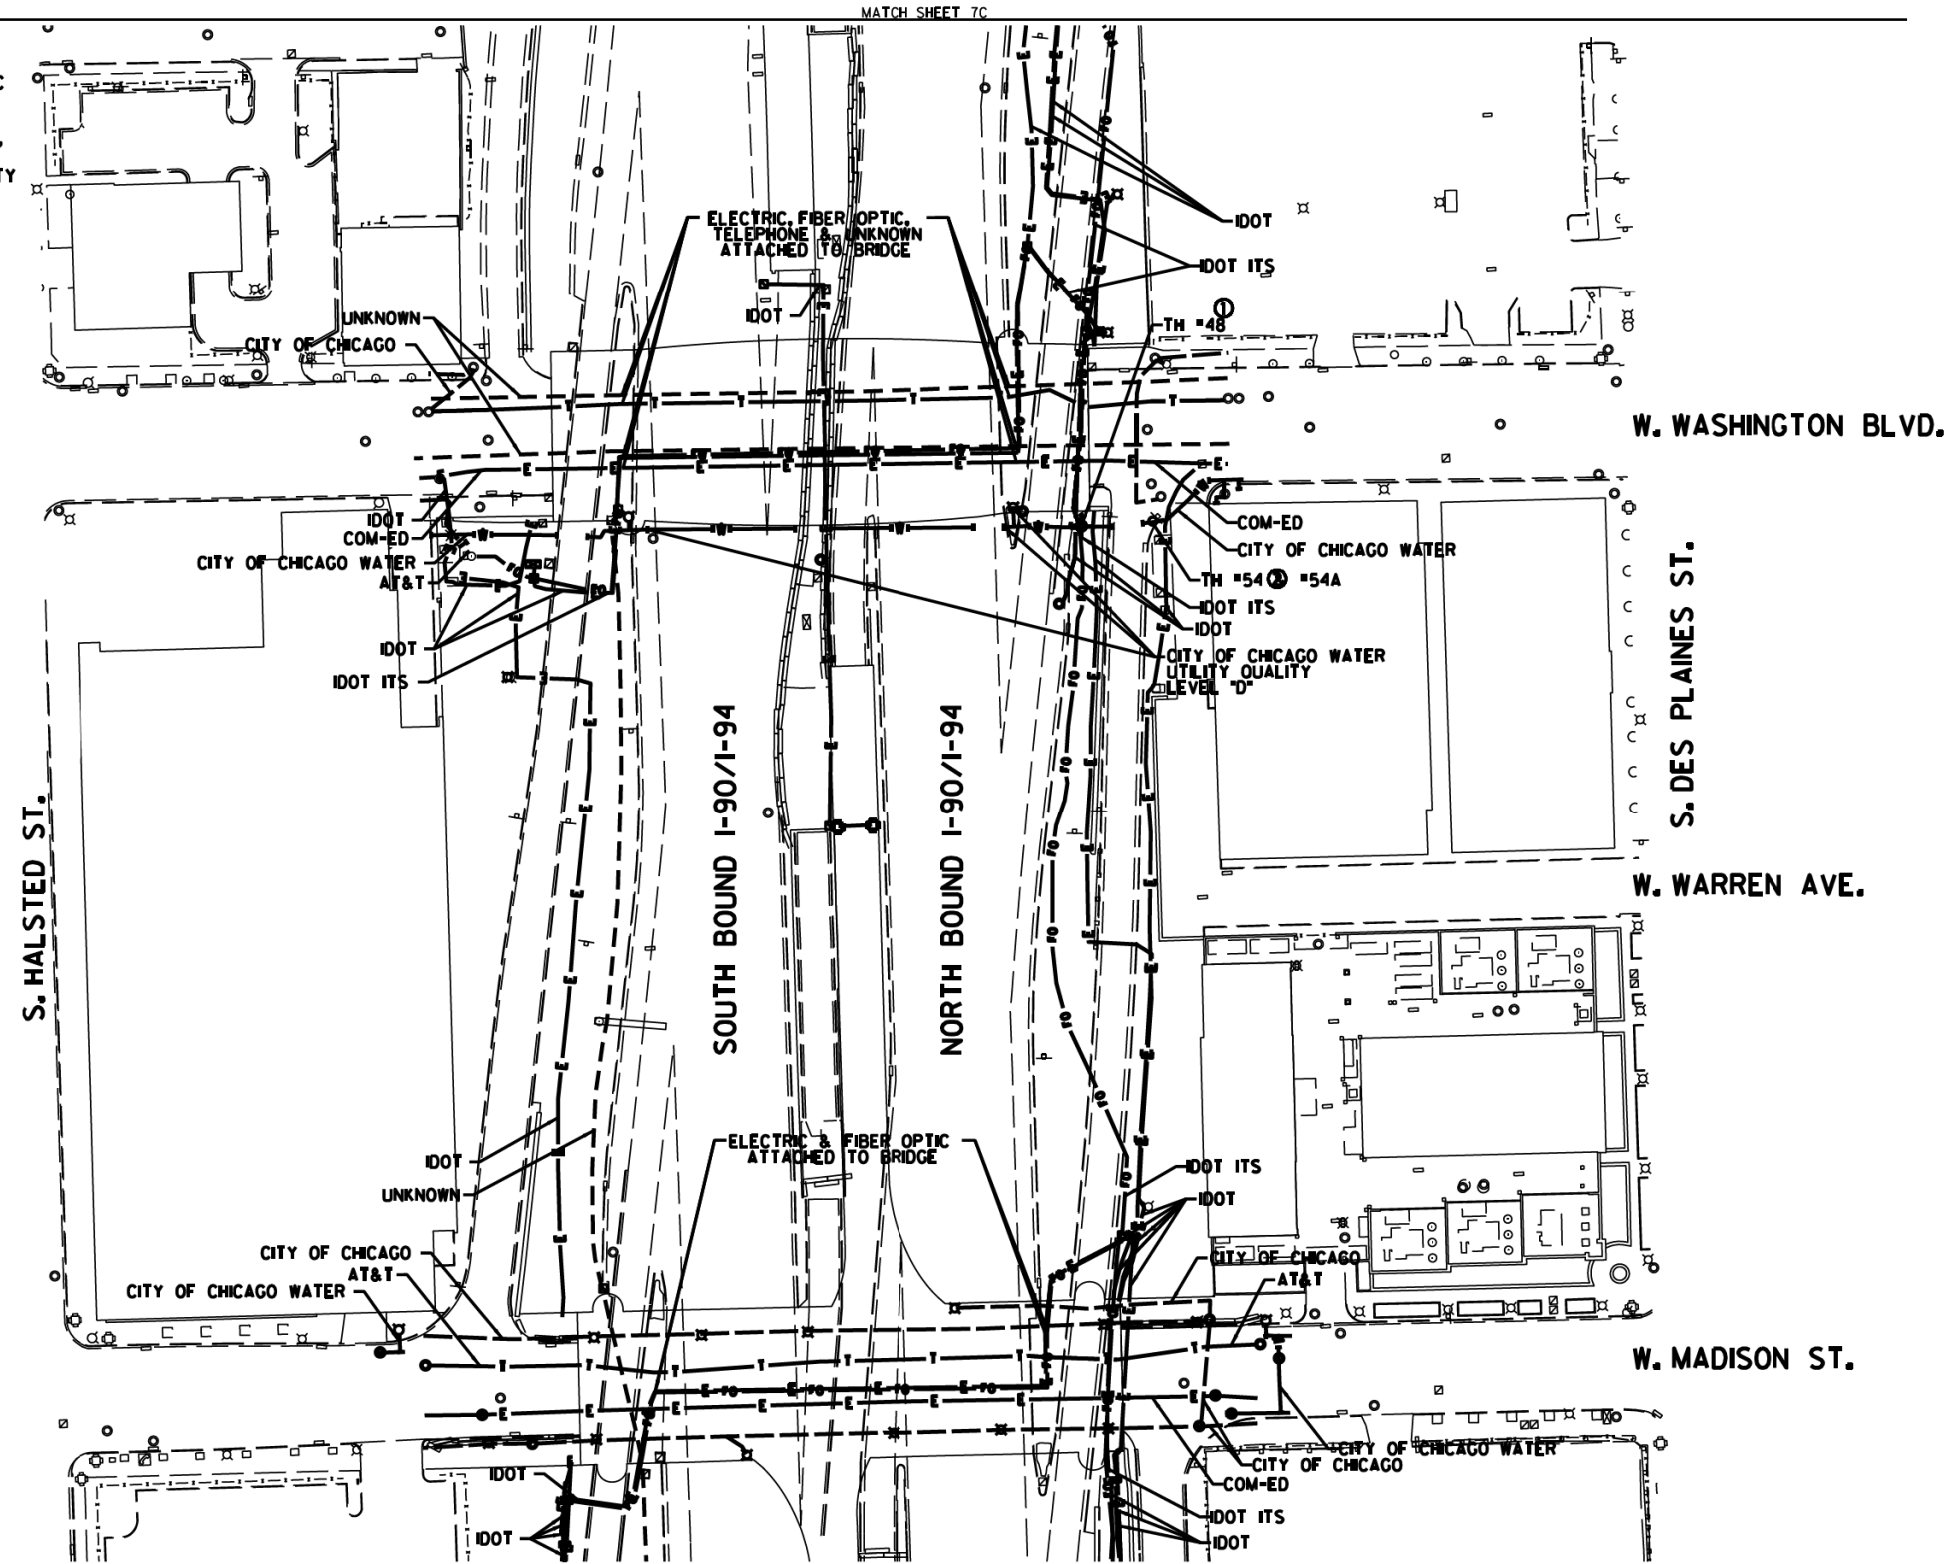 MATCH SHEET 7C
C
TY
IDOT
ELECTRIC, FIBER OPTIC,
TELEPHONE & UNKNOWN
ATTACHED TO BRIDGE
IDOT ITS
IDOT
UNKNOWN
CITY OF CHICAGO
1
TH "48
W. WASHINGTON BLVD.
IDOT
COM-ED
CITY OF CHICAGO WATER
AT&T
IDOT
IDOT ITS
COM-ED
CITY OF CHICAGO WATER
TH "54 2 "54A
IDOT ITS
IDOT
CITY OF CHICAGO WATER
UTILITY QUALITY
LEVEL "D"
S. DES PLAINES ST.
S. HALSTED ST.
SOUTH BOUND I-90/I-94
NORTH BOUND I-90/I-94
W. WARREN AVE.
ELECTRIC & FIBER OPTIC
ATTACHED TO BRIDGE
IDOT
UNKNOWN
IDOT ITS
IDOT
CITY OF CHICAGO
AT&T
CITY OF CHICAGO WATER
CITY OF CHICAGO
AT&T
W. MADISON ST.
CITY OF CHICAGO WATER
CITY OF CHICAGO
COM-ED
IDOT ITS
IDOT
IDOT
IDOT